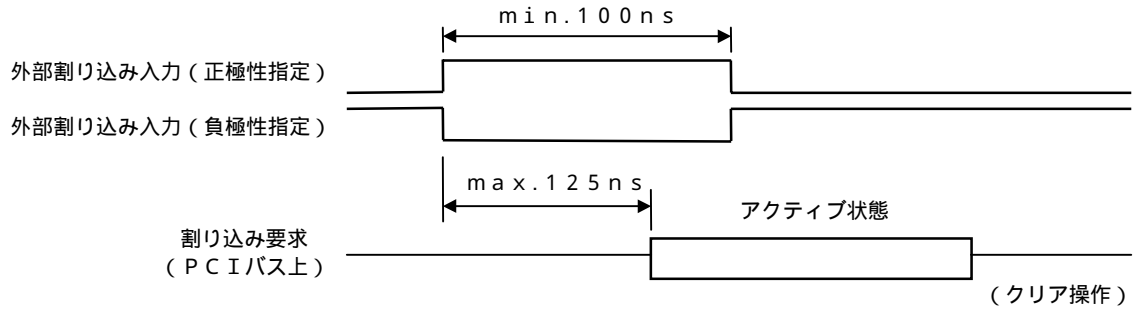 ｍｉｎ.１００ｎｓ
外部割り込み入力（正極性指定）
外部割り込み入力（負極性指定）
ｍａｘ.１２５ｎｓ
アクティブ状態
割り込み要求
（ＰＣＩバス上）
（クリア操作）